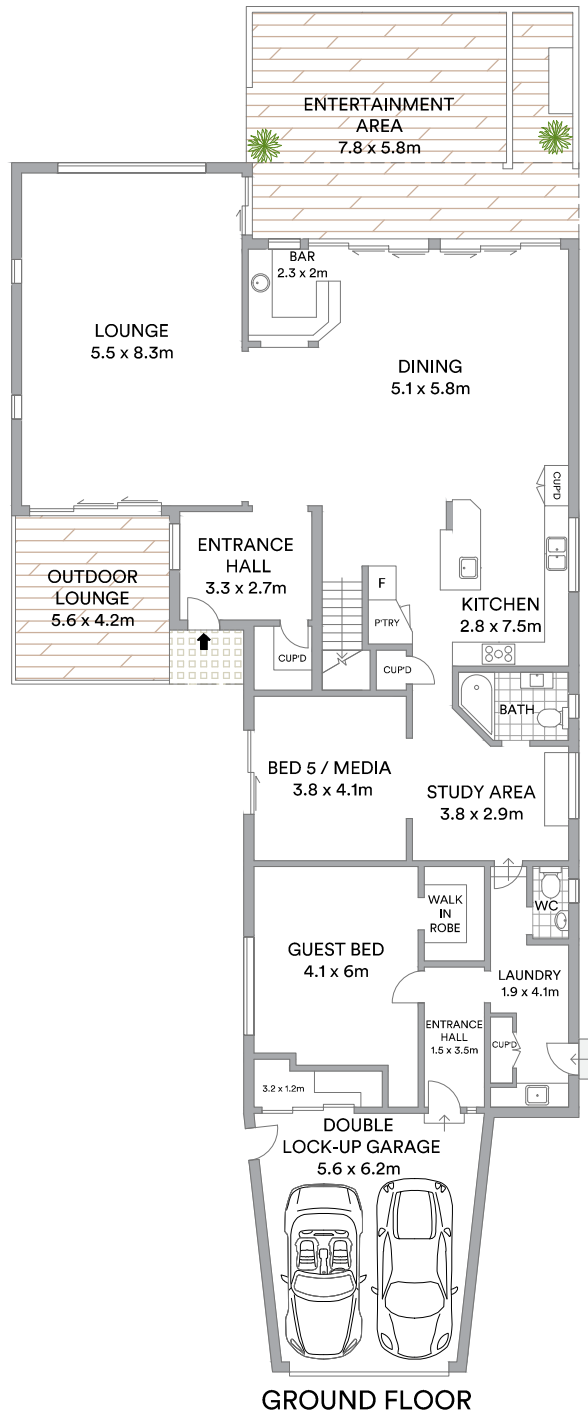 ENTERTAINMENT
AREA
7.8 x 5.8m
BAR
2.3 x 2m
LOUNGE
5.5 x 8.3m
DINING
5.1 x 5.8m
CUP'D
ENTRANCE
HALL
3.3 x 2.7m
OUTDOOR
LOUNGE
5.6 x 4.2m
F
P'TRY
KITCHEN
2.8 x 7.5m
CUP'D
CUP'D
BATH
BED 5 / MEDIA
3.8 x 4.1m
STUDY AREA
3.8 x 2.9m
WALK
IN
ROBE
WC
GUEST BED
4.1 x 6m
LAUNDRY
1.9 x 4.1m
ENTRANCE
HALL
1.5 x 3.5m
CUP'D
3.2 x 1.2m
DOUBLE
LOCK-UP GARAGE
5.6 x 6.2m
GROUND FLOOR